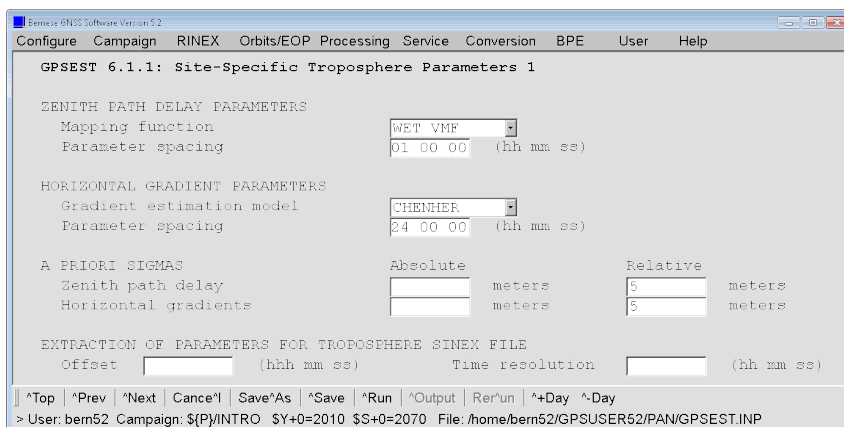 Bernese GNSS Software Version 5.2
Configure Campaign RINEX Orbits/EOP Processing Service Conversion BPE User Help
GPSEST 6.1.1: Site-Specific Troposphere Parameters 1
ZENITH PATH DELAY PARAMETERS
Mapping function WET VMF
Parameter spacing 01 00 00 (hh mm ss)
HORIZONTAL GRADIENT PARAMETERS
Gradient estimation model CHENHER
Parameter spacing 24 00 00 (hh mm ss)
A PRIORI SIGMAS Absolute Relative
Zenith path delay meters 5 meters
Horizontal gradients meters 5 meters
EXTRACTION OF PARAMETERS FOR TROPOSPHERE SINEX FILE
Offset (hhh mm ss) Time resolution (hh mm ss)
^Top | ^Prev | ^Next | Cance^l | Save^As | ^Save | ^Run | ^Output | Rer^un | ^+Day ^-Day
> User: bern52 Campaign: ${P}/INTRO $Y+0=2010 $S+0=2070 File: /home/bern52/GPSUSER52/PAN/GPSEST.INP